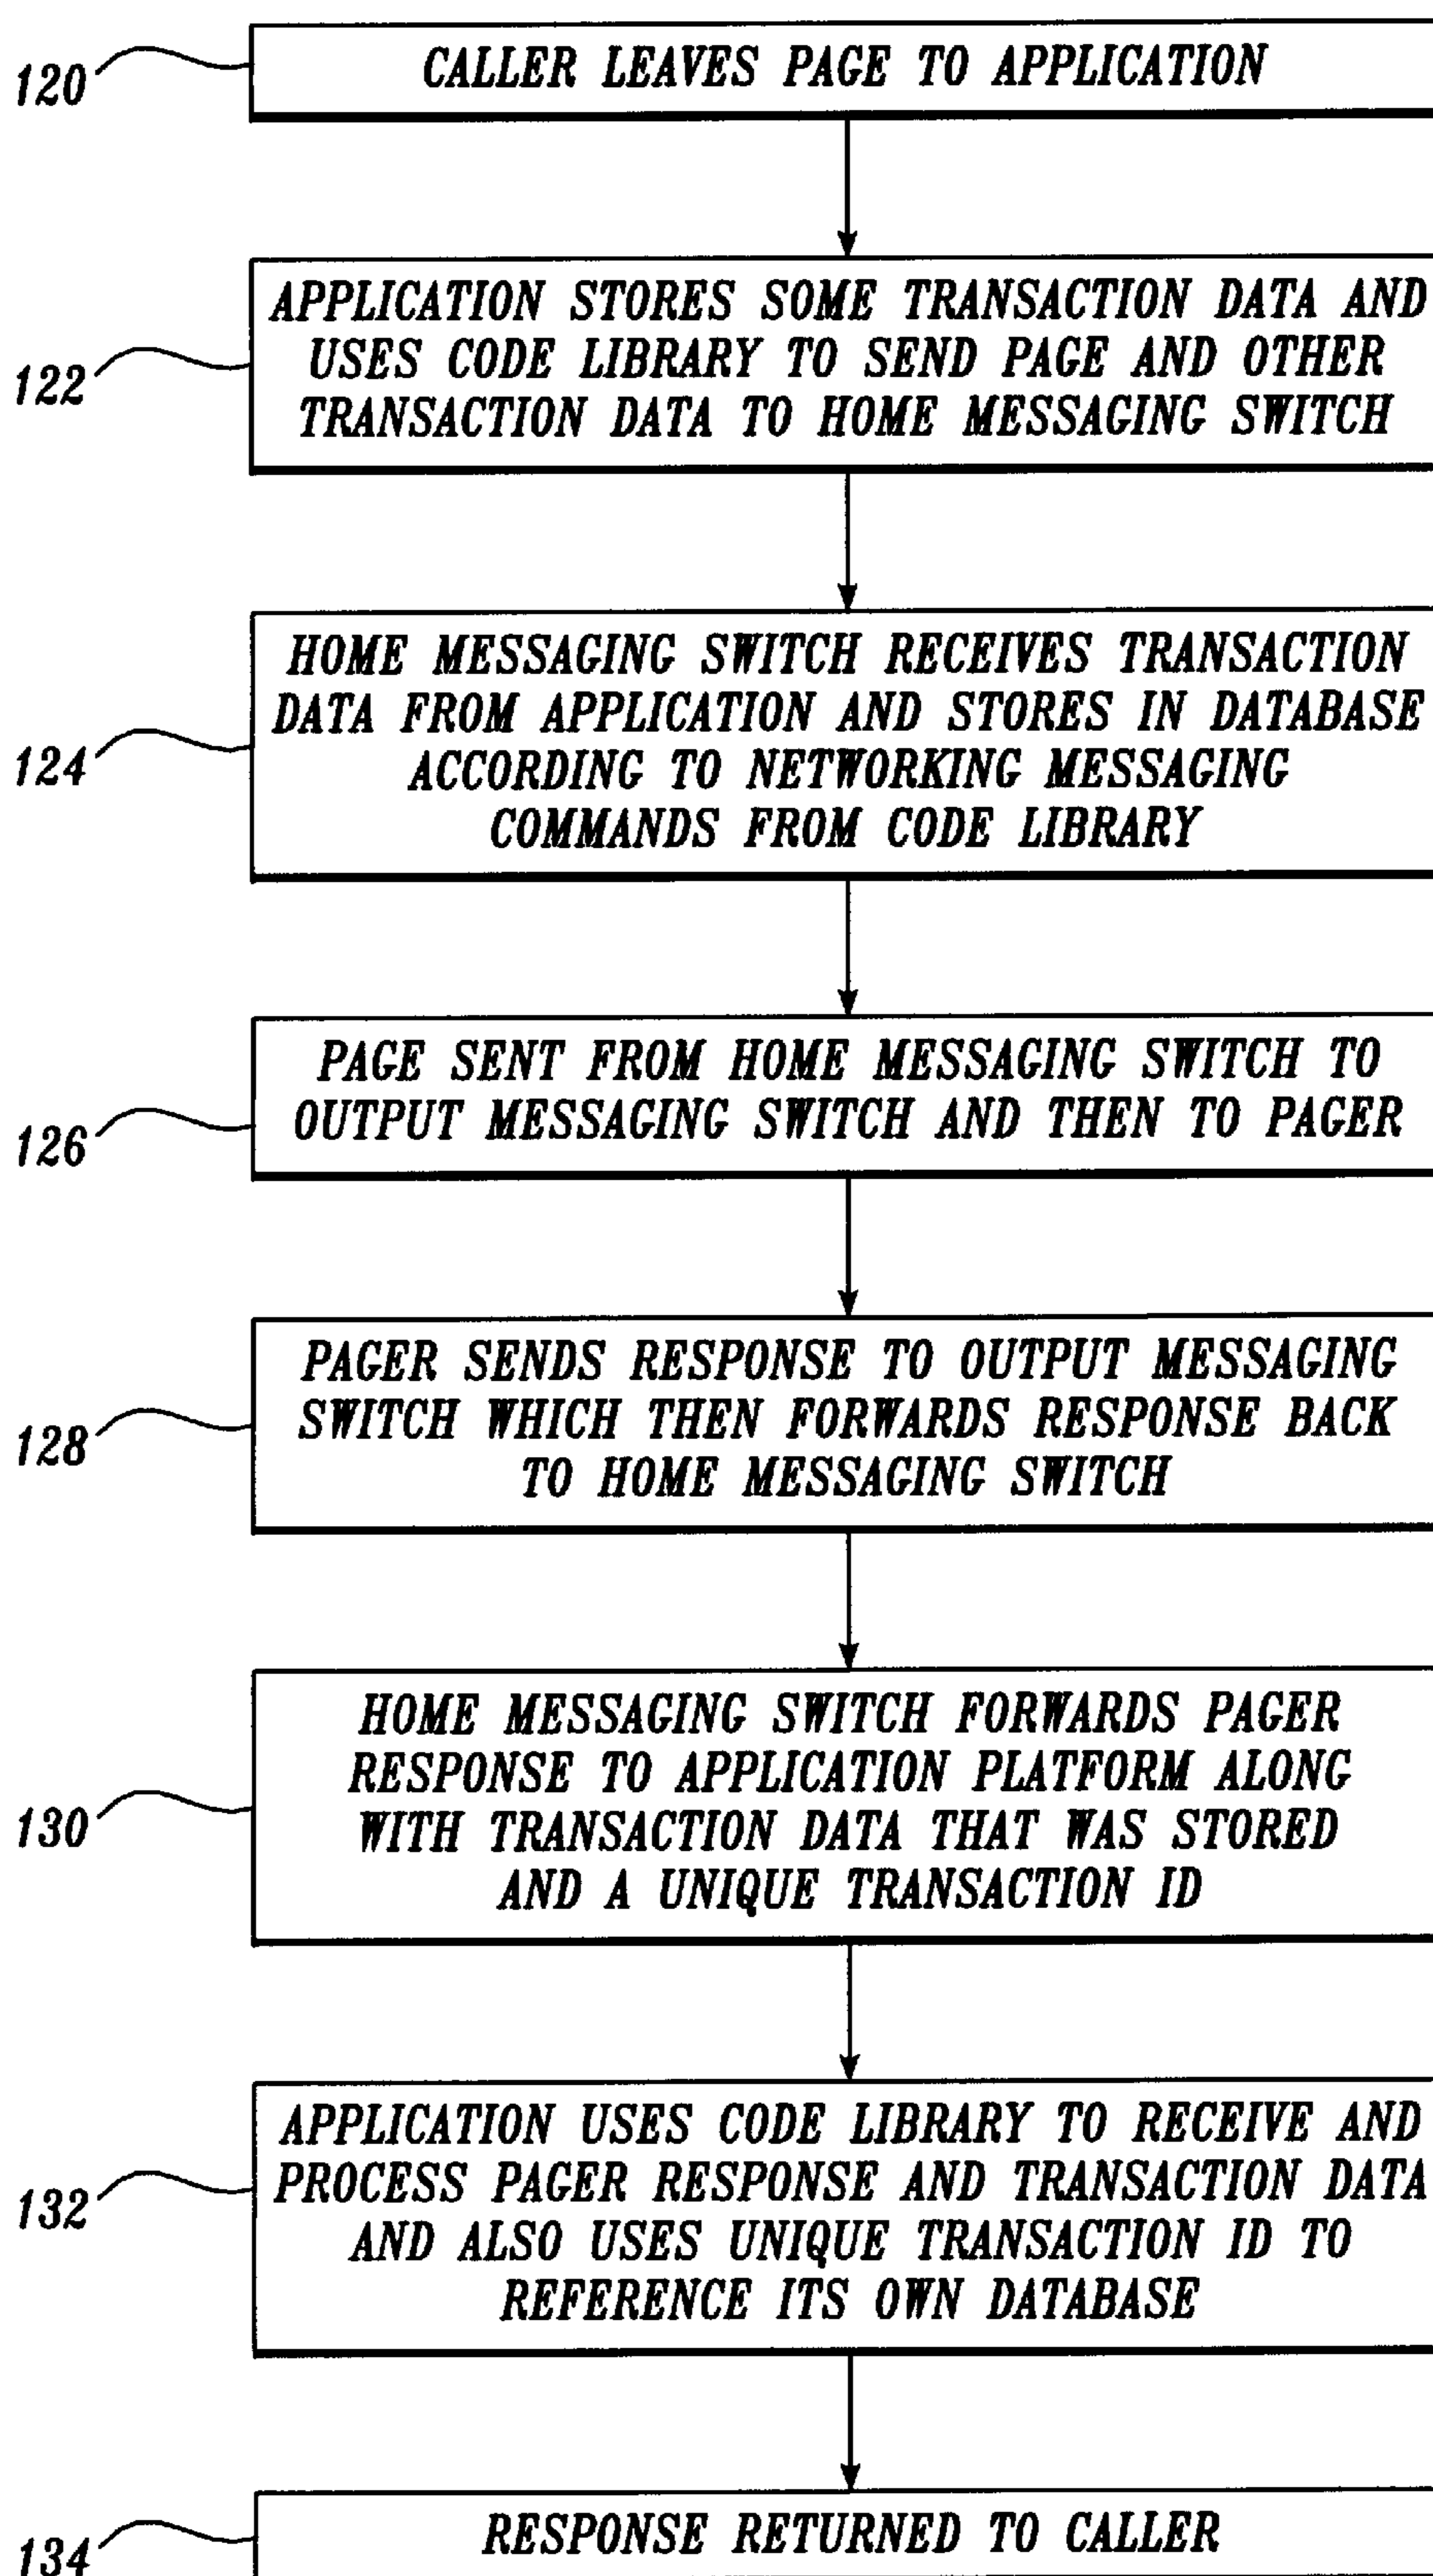 120
CALLER LEAVES PAGE TO APPLICATION
122
APPLICATION STORES SOME TRANSACTION DATA AND
USES CODE LIBRARY TO SEND PAGE AND OTHER
TRANSACTION DATA TO HOME MESSAGING SWITCH
124
HOME MESSAGING SWITCH RECEIVES TRANSACTION
DATA FROM APPLICATION AND STORES IN DATABASE
ACCORDING TO NETWORKING MESSAGING
COMMANDS FROM CODE LIBRARY
126
PAGE SENT FROM HOME MESSAGING SWITCH TO
OUTPUT MESSAGING SWITCH AND THEN TO PAGER
128
PAGER SENDS RESPONSE TO OUTPUT MESSAGING
SWITCH WHICH THEN FORWARDS RESPONSE BACK
TO HOME MESSAGING SWITCH
130
HOME MESSAGING SWITCH FORWARDS PAGER
RESPONSE TO APPLICATION PLATFORM ALONG
WITH TRANSACTION DATA THAT WAS STORED
AND A UNIQUE TRANSACTION ID
132
APPLICATION USES CODE LIBRARY TO RECEIVE AND
PROCESS PAGER RESPONSE AND TRANSACTION DATA
AND ALSO USES UNIQUE TRANSACTION ID TO
REFERENCE ITS OWN DATABASE
134
RESPONSE RETURNED TO CALLER